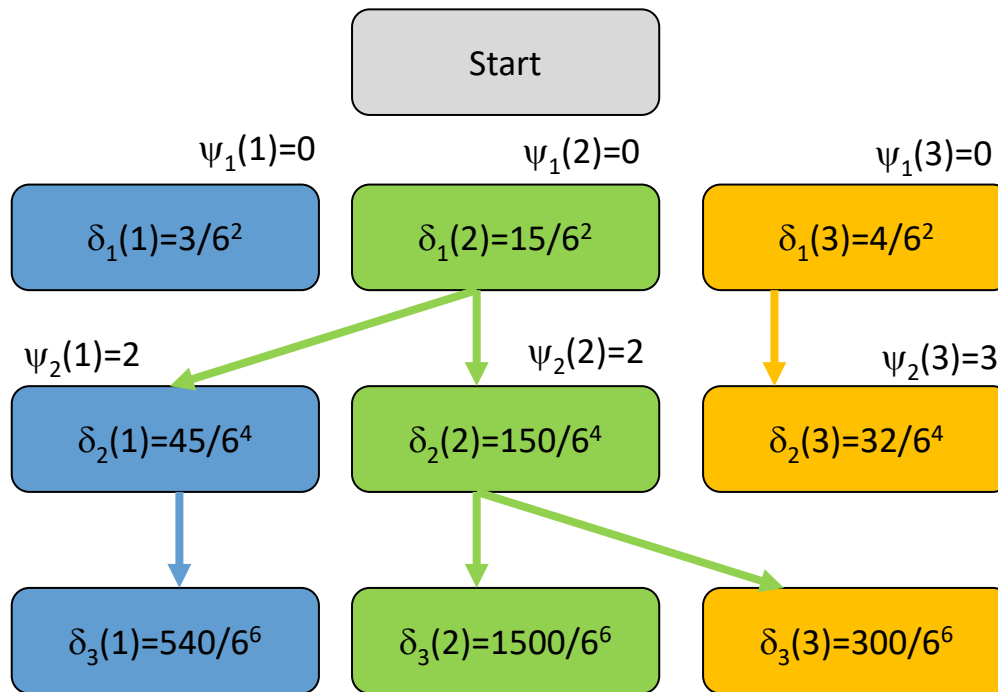 Start
ψ₁(1)=0 ψ₁(2)=0 ψ₁(3)=0
δ₁(1)=3/6² δ₁(2)=15/6² δ₁(3)=4/6²
ψ₂(1)=2 ψ₂(2)=2 ψ₂(3)=3
δ₂(1)=45/6⁴ δ₂(2)=150/6⁴ δ₂(3)=32/6⁴
δ₃(1)=540/6⁶ δ₃(2)=1500/6⁶ δ₃(3)=300/6⁶